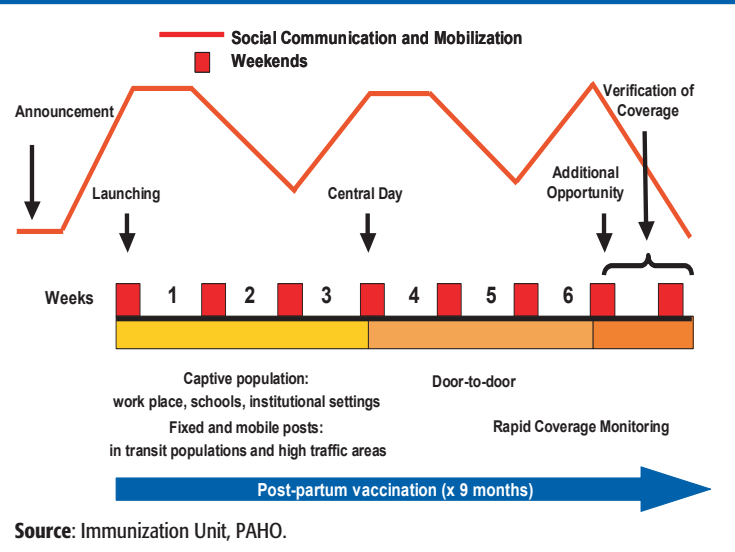 Social Communication and Mobilization
Weekends
Verification of
Coverage
Announcement
Additional
Opportunity
Launching
Central Day
Weeks
1
2
3
4
5
6
Captive population:
work place, schools, institutional settings
Door-to-door
Fixed and mobile posts:
in transit populations and high traffic areas
Rapid Coverage Monitoring
Post-partum vaccination (x 9 months)
Source: Immunization Unit, PAHO.